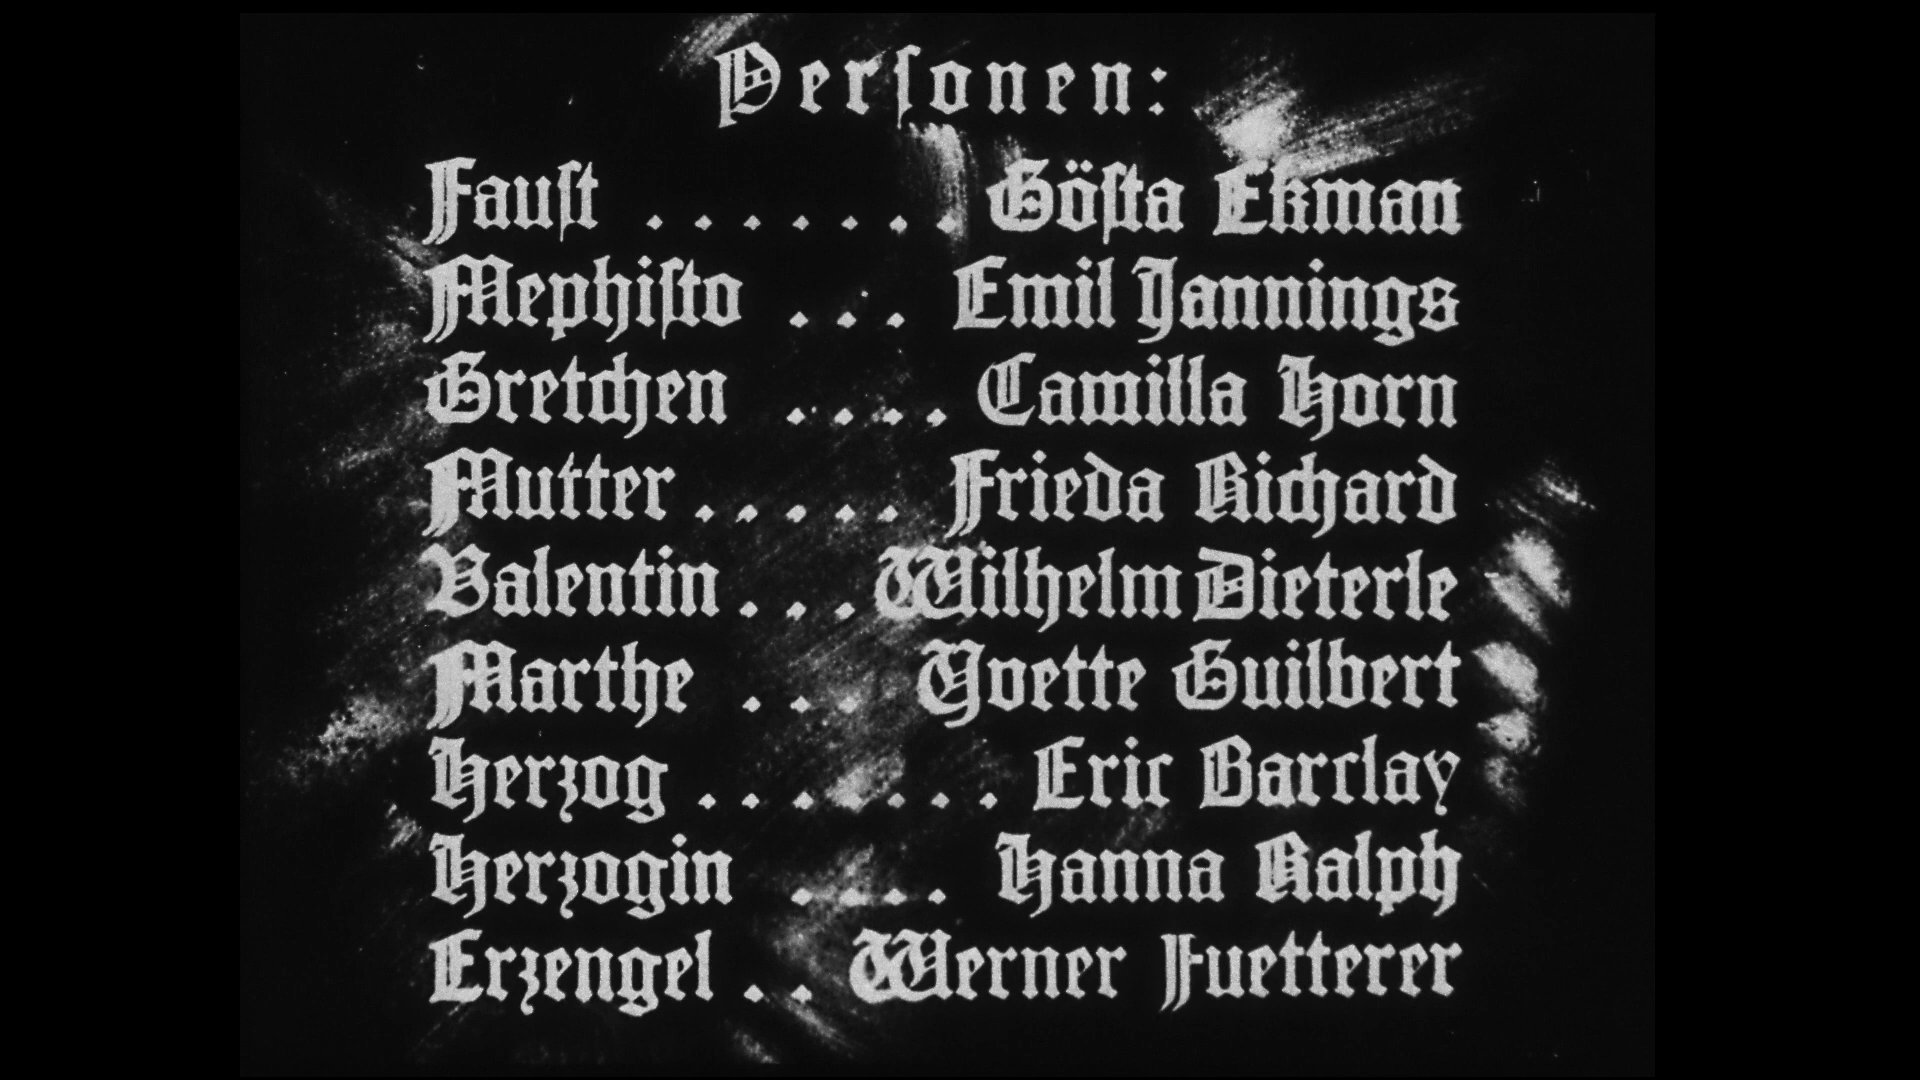 Perſonen:
Fauſt . . . . . . . Göſta Ekman
Mephiſto . . . Emil Jannings
Gretchen . . . . Camilla Horn
Mutter . . . . . Frieda Richard
Valentin . . . Wilhelm Dieterle
Marthe . . . Yvette Guilbert
Herzog . . . . . . . Eric Barclay
Herzogin . . . . Hanna Ralph
Erzengel . . Werner Fuetterer